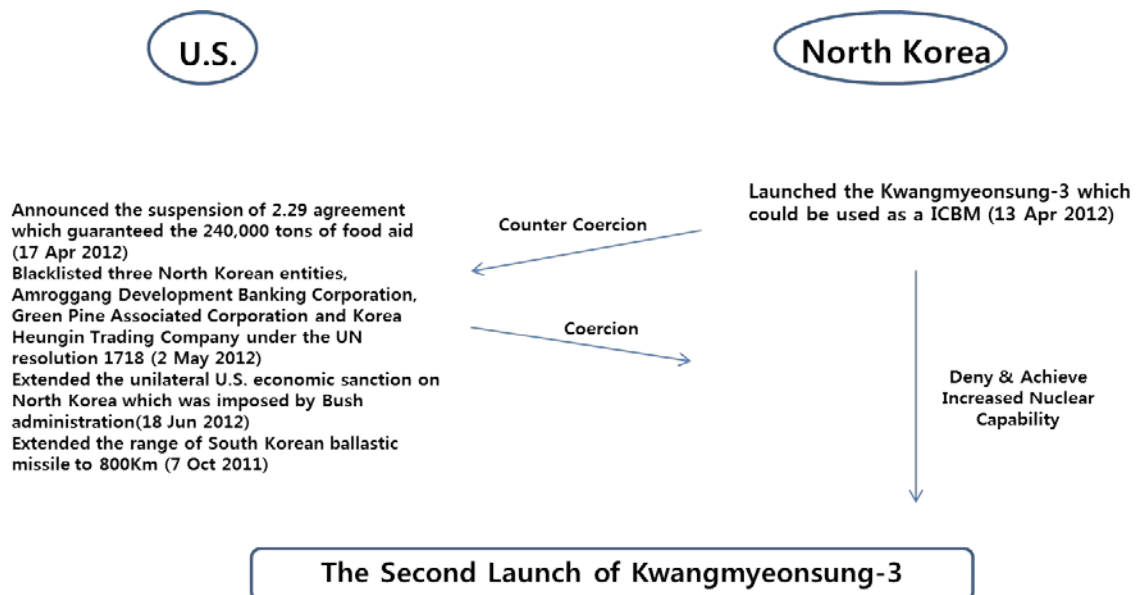 U.S.
North Korea
Announced the suspension of 2.29 agreement
which guaranteed the 240,000 tons of food aid
(17 Apr 2012)
Blacklisted three North Korean entities,
Amroggang Development Banking Corporation,
Green Pine Associated Corporation and Korea
Heungin Trading Company under the UN
resolution 1718 (2 May 2012)
Extended the unilateral U.S. economic sanction on
North Korea which was imposed by Bush
administration(18 Jun 2012)
Extended the range of South Korean ballastic
missile to 800Km (7 Oct 2011)
Counter Coercion
Coercion
Launched the Kwangmyeonsung-3 which
could be used as a ICBM (13 Apr 2012)
Deny & Achieve
Increased Nuclear
Capability
The Second Launch of Kwangmyeonsung-3